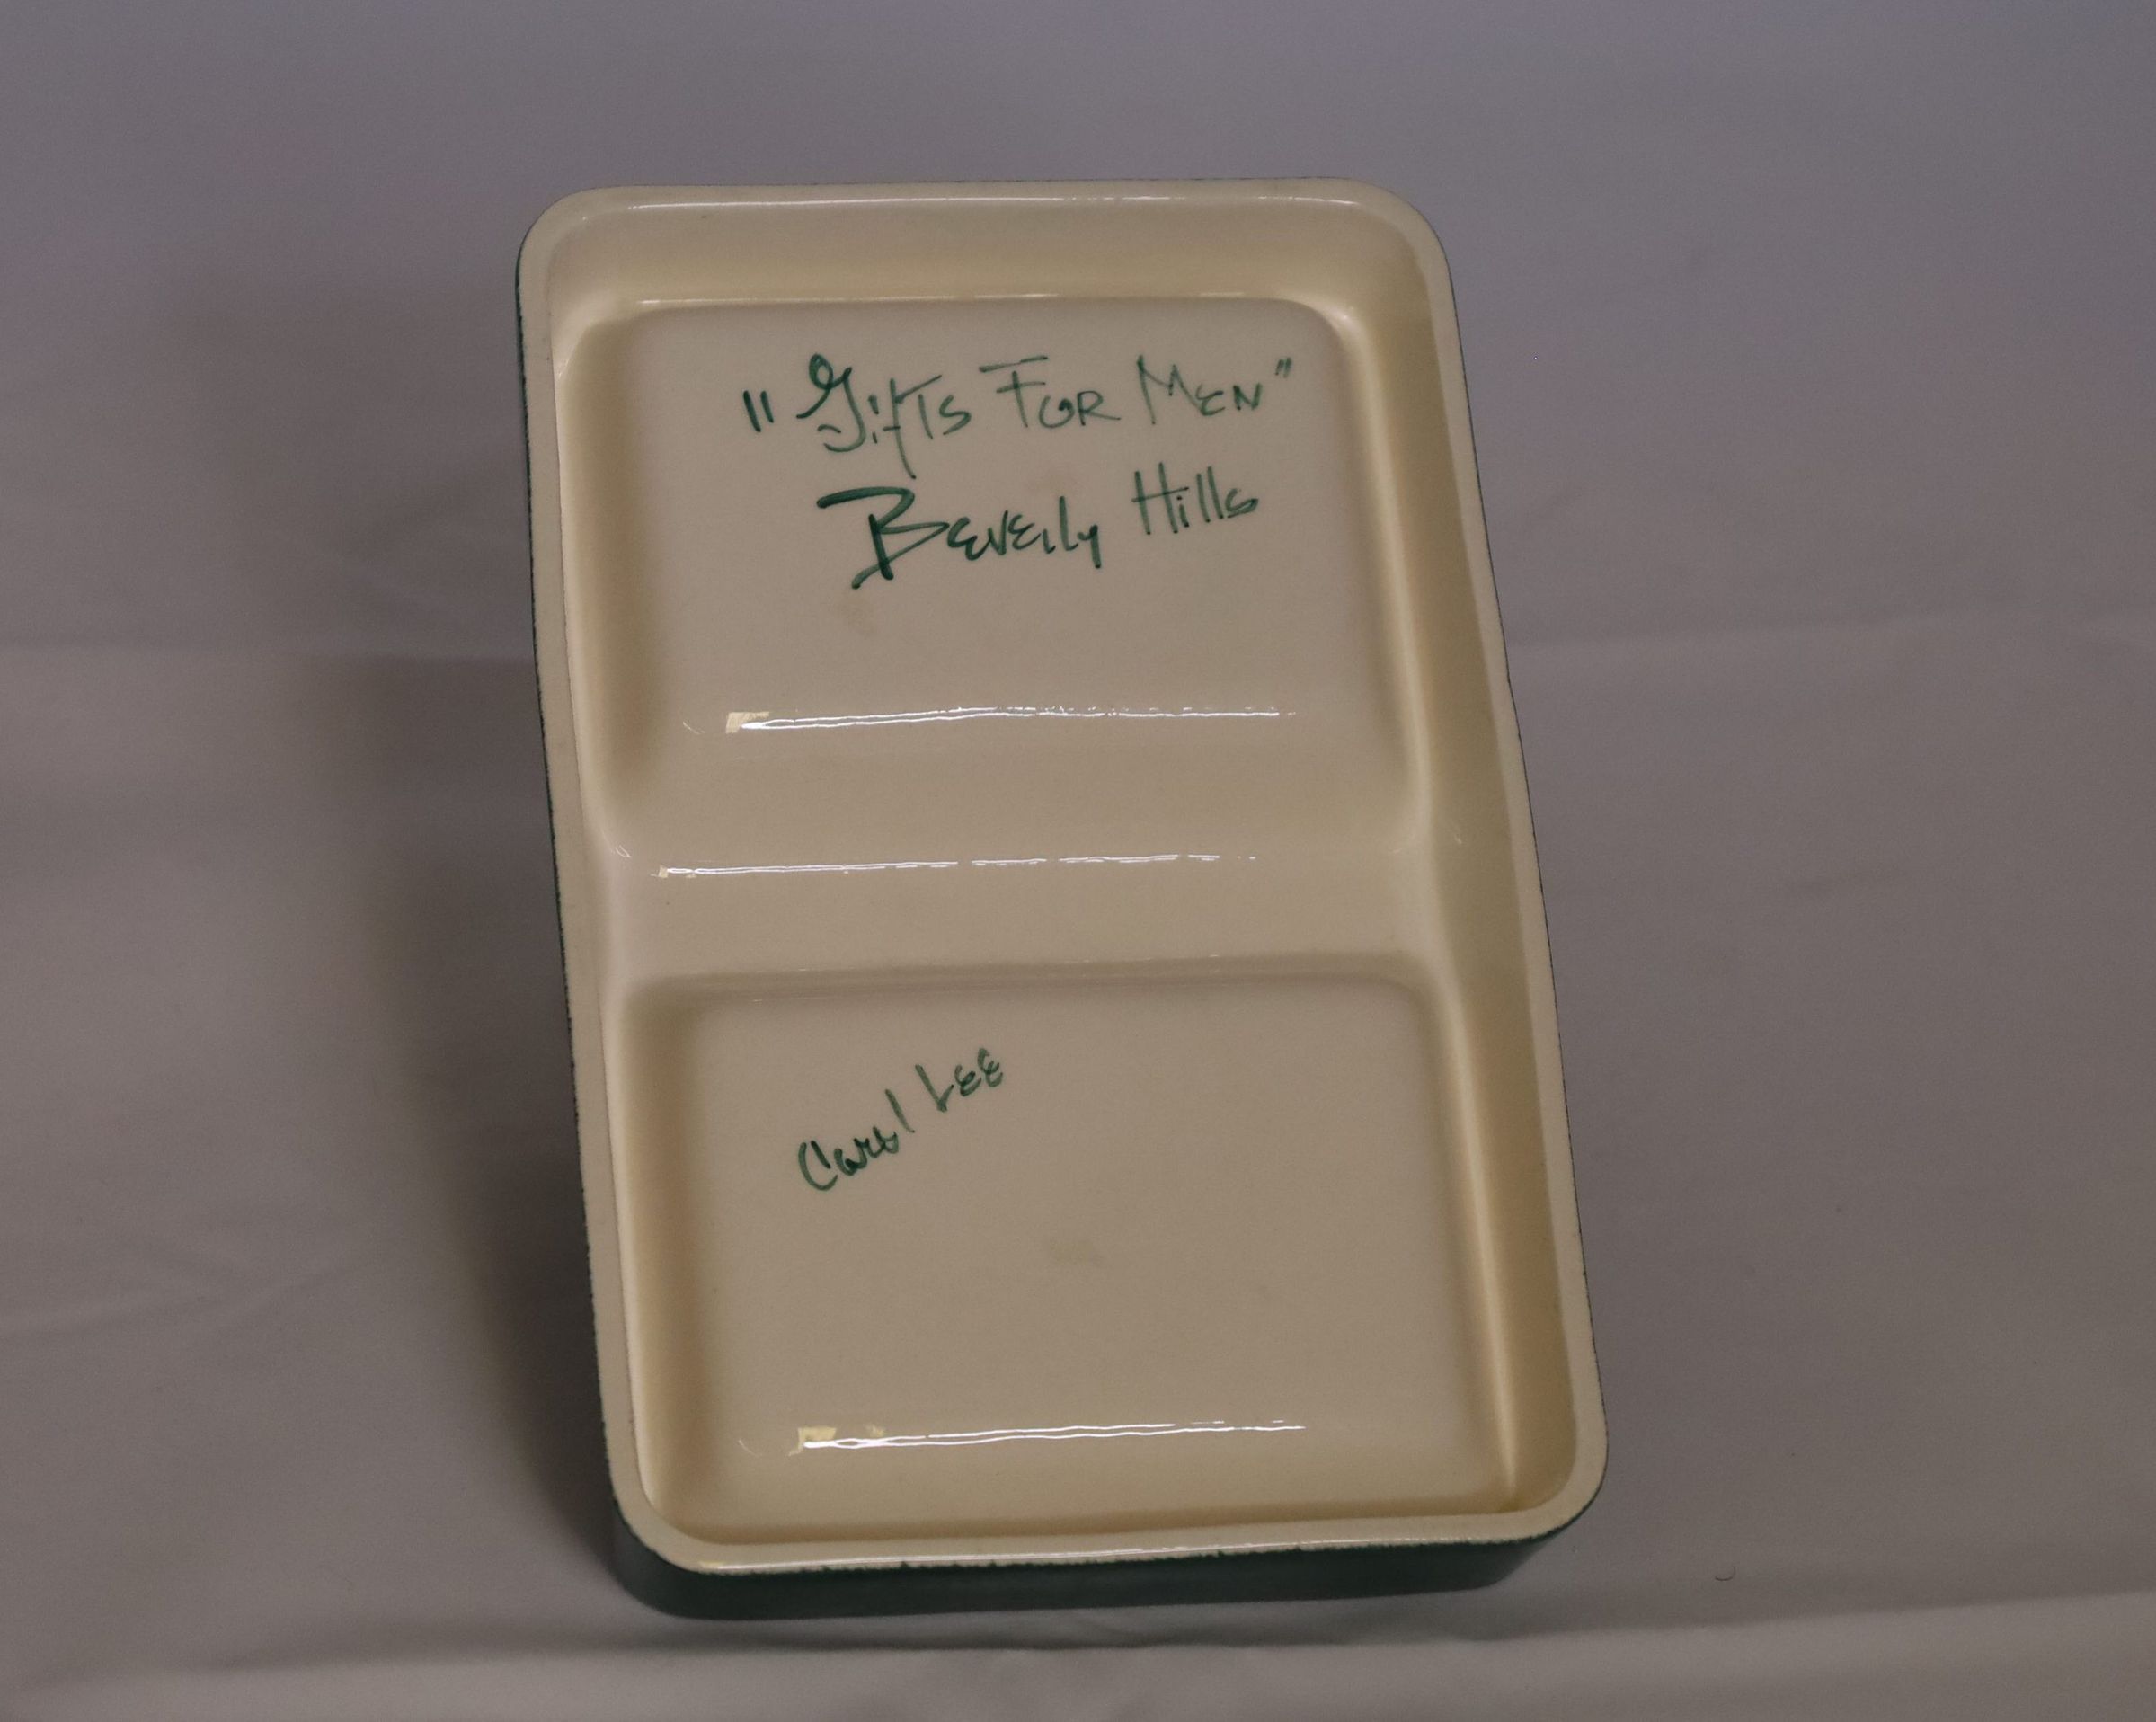 "Gifts For Men"
Beverly Hills
Carol Lee